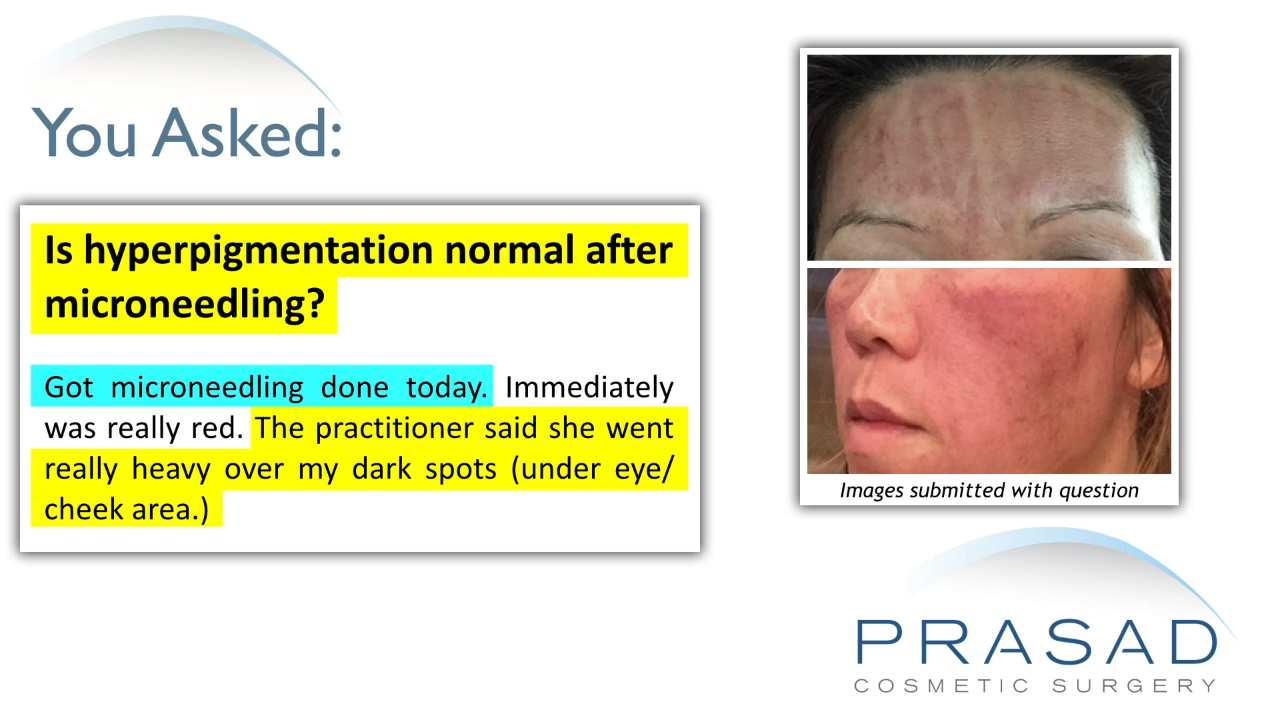 You Asked:
Is hyperpigmentation normal after
microneedling?
Got microneedling done today. Immediately
was really red. The practitioner said she went
really heavy over my dark spots (under eye/
cheek area.)
Images submitted with question
PRASAD
COSMETIC SURGERY